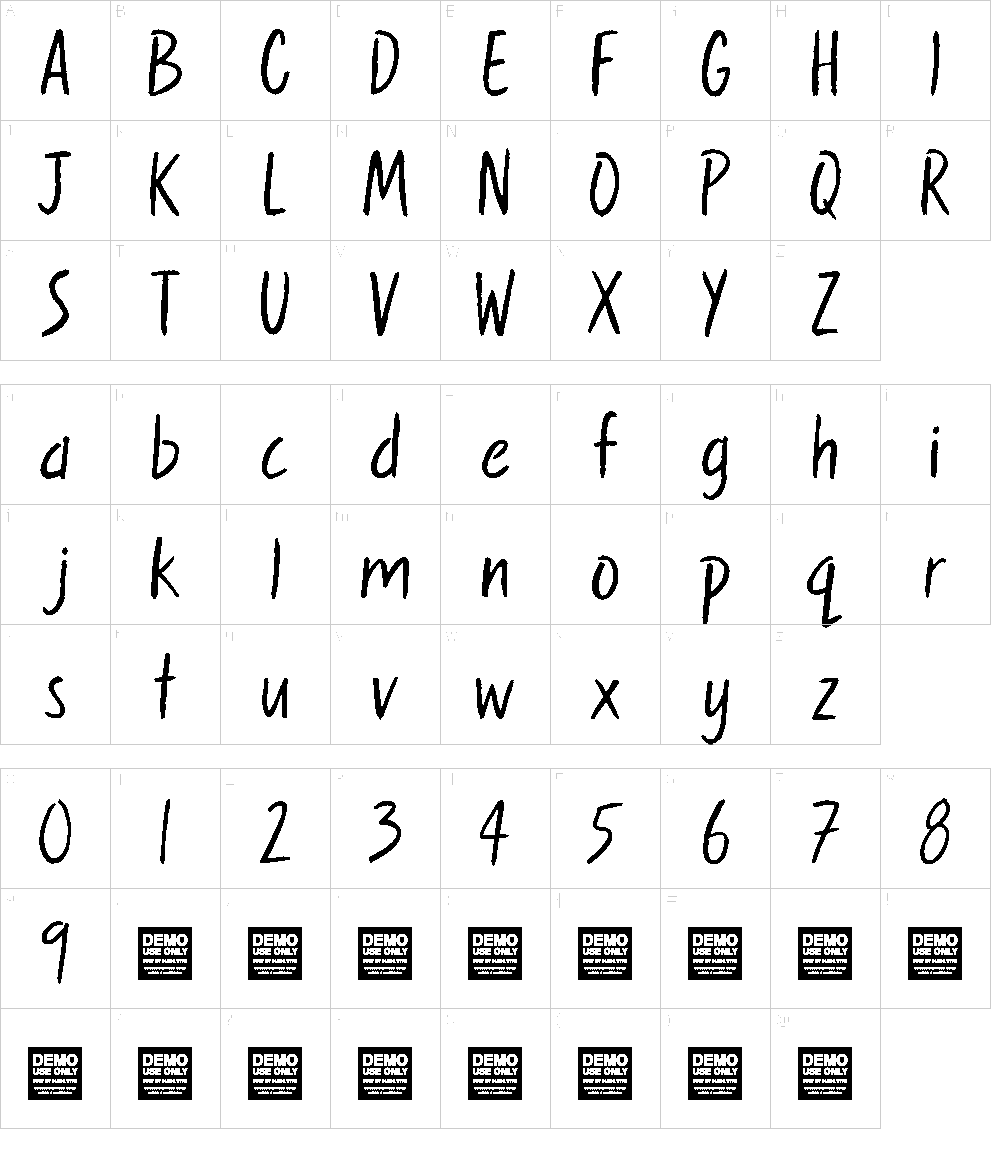 A B C D E F G H I
J K L M N O P Q R
S T U V W X Y Z
a b c d e f g h i
j k l m n o p q r
s t u v w x y z
0 1 2 3 4 5 6 7 8
9 DEMO USE ONLY DEMO USE ONLY DEMO USE ONLY DEMO USE ONLY DEMO USE ONLY DEMO USE ONLY DEMO USE ONLY DEMO USE ONLY
DEMO USE ONLY DEMO USE ONLY DEMO USE ONLY DEMO USE ONLY DEMO USE ONLY DEMO USE ONLY DEMO USE ONLY DEMO USE ONLY